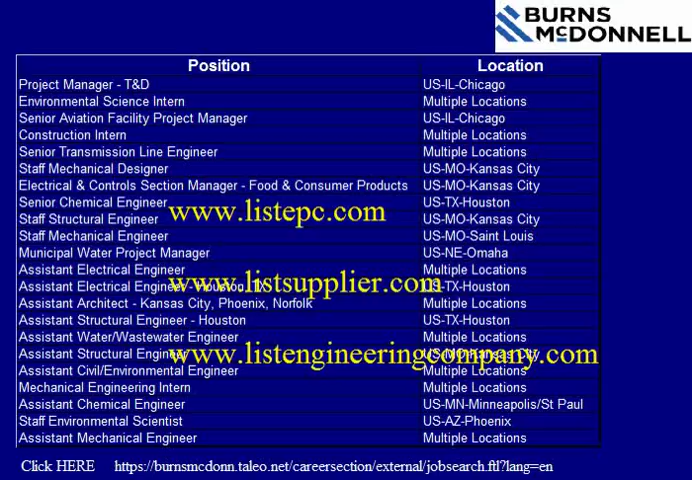 BURNS
McDONNELL
Position Location
Project Manager - T&D US-IL-Chicago
Environmental Science Intern Multiple Locations
Senior Aviation Facility Project Manager US-IL-Chicago
Construction Intern Multiple Locations
Senior Transmission Line Engineer Multiple Locations
Staff Mechanical Designer US-MO-Kansas City
Electrical & Controls Section Manager - Food & Consumer Products US-MO-Kansas City
Senior Chemical Engineer US-TX-Houston
www.listepc.com
Staff Structural Engineer US-MO-Kansas City
Staff Mechanical Engineer US-MO-Saint Louis
Municipal Water Project Manager US-NE-Omaha
Assistant Electrical Engineer Multiple Locations
www.listsupplier.com
Assistant Electrical Engineer - Houston, TX US-TX-Houston
Assistant Architect - Kansas City, Phoenix, Norfolk Multiple Locations
Assistant Structural Engineer - Houston US-TX-Houston
Assistant Water/Wastewater Engineer Multiple Locations
Assistant Structural Engineer US-MO-Kansas City
www.listengineeringcompany.com
Assistant Civil/Environmental Engineer Multiple Locations
Mechanical Engineering Intern Multiple Locations
Assistant Chemical Engineer US-MN-Minneapolis/St Paul
Staff Environmental Scientist US-AZ-Phoenix
Assistant Mechanical Engineer Multiple Locations
Click HERE https://burnsmcdonn.taleo.net/careersection/external/jobsearch.ftl?lang=en